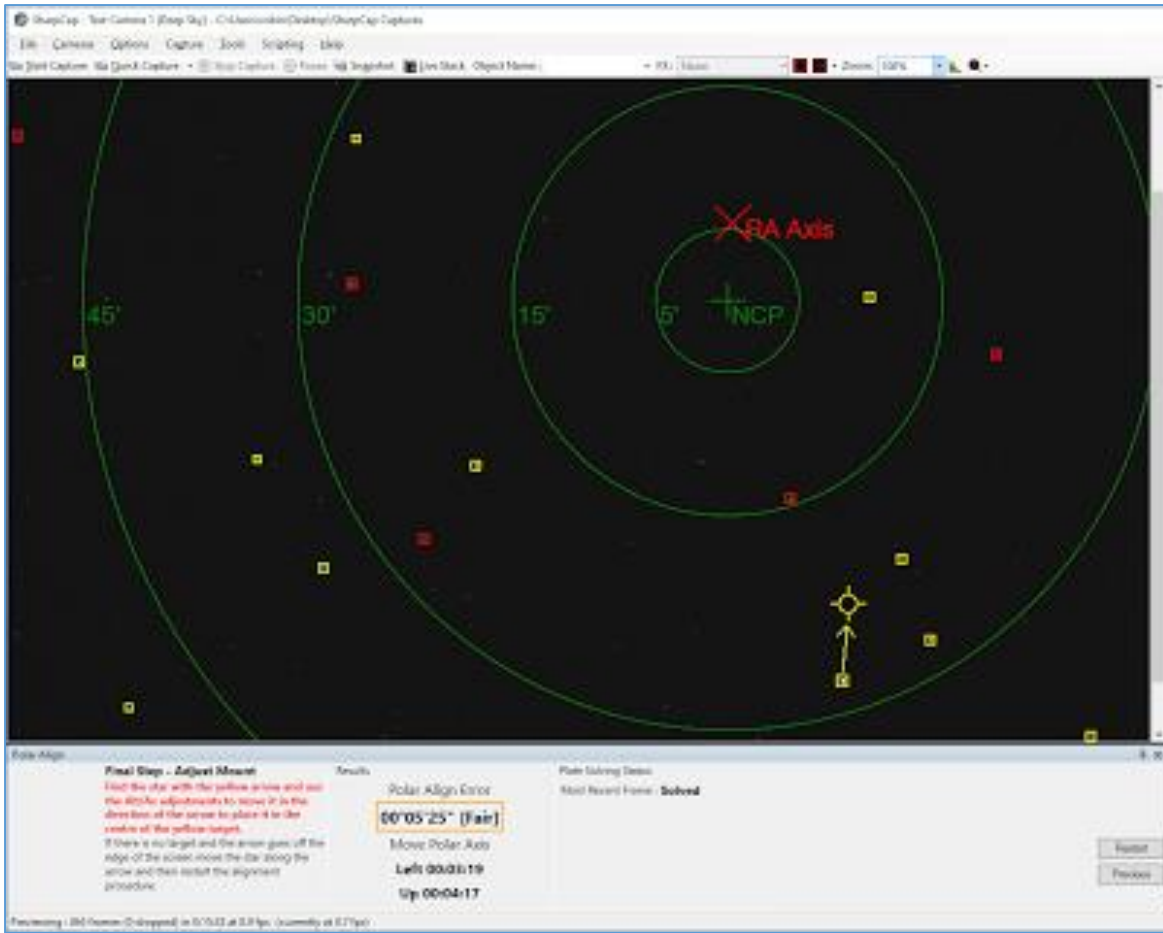 SharpCap - Test Camera 1 (Deep Sky) -
File Cameras Options Capture Tools Scripting Help
Start Capture Quick Capture Stop Capture Pause Snapshot Live Stack Object Name: FX: None Zoom: 100%
RA Axis
45' 30' 15' 5' NCP
Polar Align
Final Step - Adjust Mount
Find the star with the yellow arrow and use
the Alt/Az adjustments to move it in the
direction of the arrow to place it in the
centre of the yellow target.
If there is no target and the arrow goes off the
edge of the screen move the star along the
arrow and then restart the alignment
procedure.
Results
Polar Align Error
00°05'25" (Fair)
Move Polar Axis
Left 00:03:19
Up 00:04:17
Plate Solving Status
Most Recent Frame: Solved
Restart
Previous